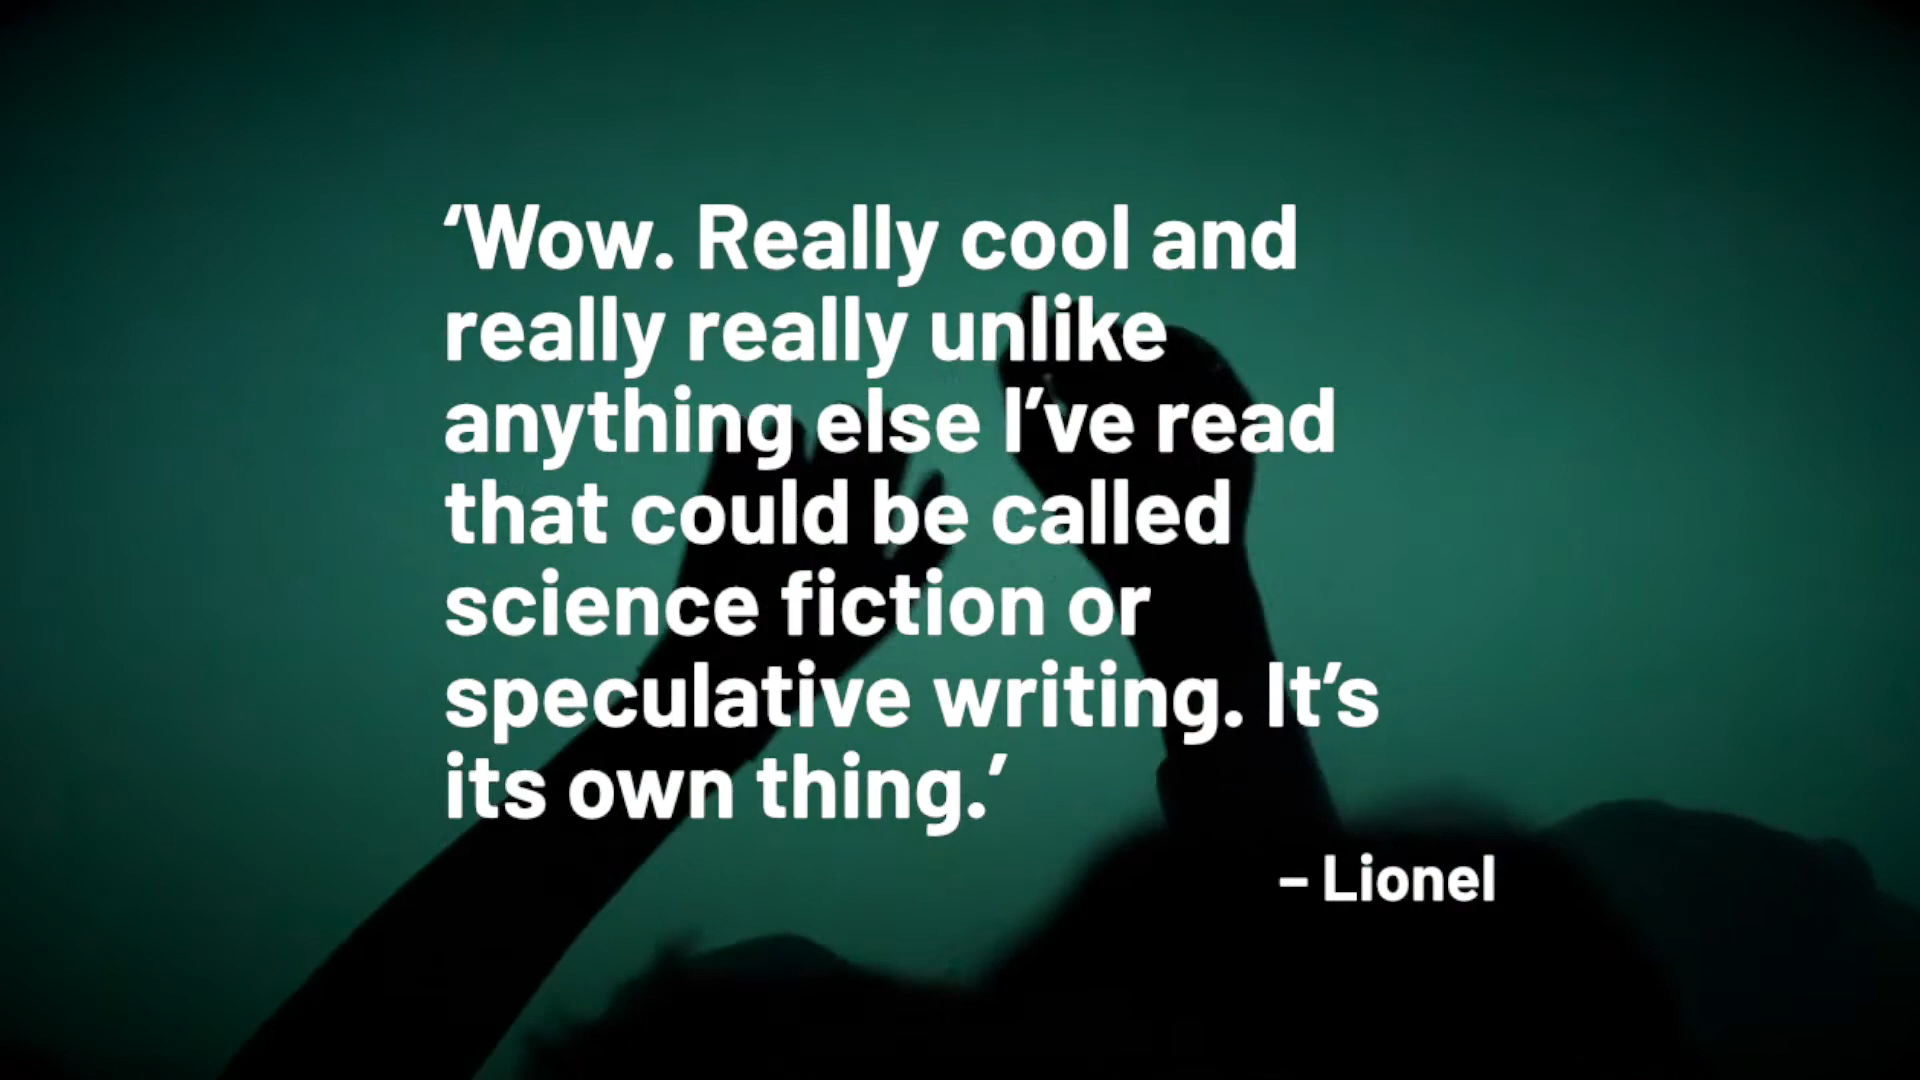 ‘Wow. Really cool and
really really unlike
anything else I’ve read
that could be called
science fiction or
speculative writing. It’s
its own thing.’
– Lionel